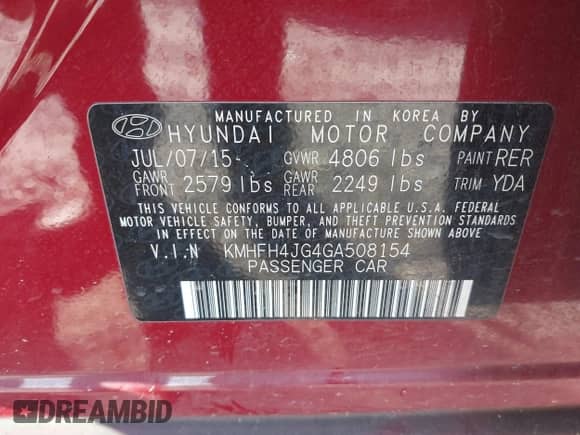 MANUFACTURED IN KOREA BY
HYUNDAI MOTOR COMPANY
JUL/07/15 GVWR 4806 lbs PAINT RER
GAWR FRONT 2579 lbs GAWR REAR 2249 lbs TRIM YDA
THIS VEHICLE CONFORMS TO ALL APPLICABLE U.S.A. FEDERAL
MOTOR VEHICLE SAFETY, BUMPER, AND THEFT PREVENTION STANDARDS
IN EFFECT ON THE DATE OF MANUFACTURE SHOWN ABOVE.
V.I.N KMHFH4JG4GA508154
PASSENGER CAR
DREAMBID